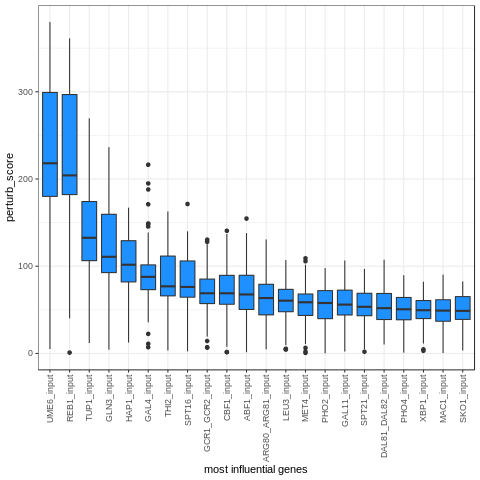 perturb_score
300
200
100
0
UME6_input
REB1_input
TUP1_input
GLN3_input
HAP1_input
GAL4_input
THI2_input
SPT16_input
GCR1_GCR2_input
CBF1_input
ABF1_input
ARG80_ARG81_input
LEU3_input
MET4_input
PHO2_input
GAL11_input
SPT21_input
DAL81_DAL82_input
PHO4_input
XBP1_input
MAC1_input
SKO1_input
most influential genes